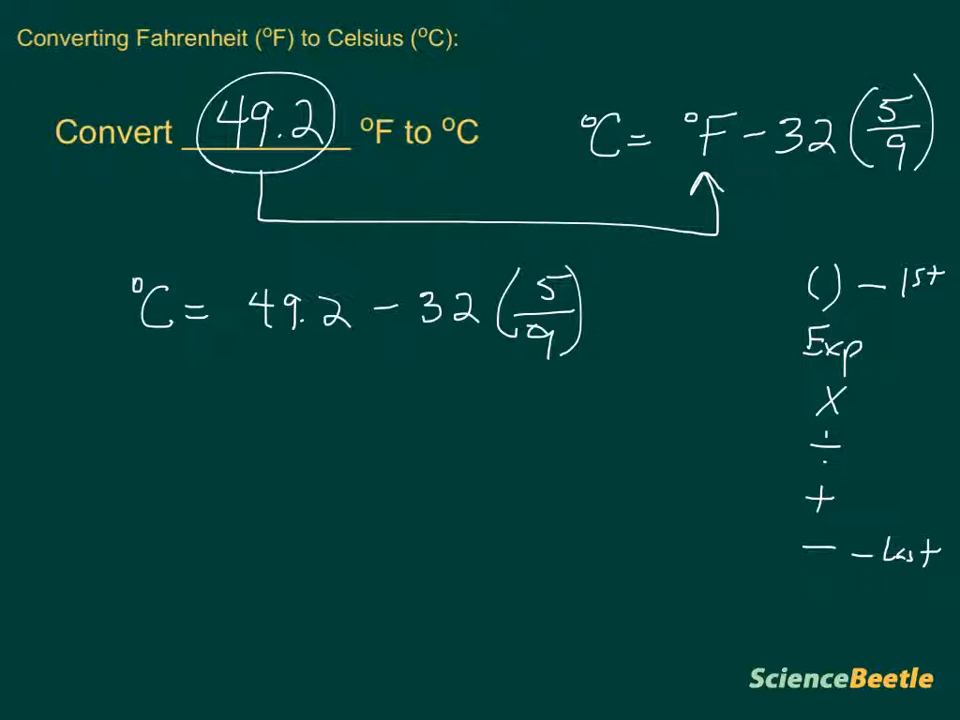 Converting Fahrenheit (ºF) to Celsius (ºC):
Convert 49.2 ºF to ºC
ºC = ºF - 32 (5/9)
ºC = 49.2 - 32 (5/9)
( ) - 1st
Exp
X
÷
+
- - Last
ScienceBeetle